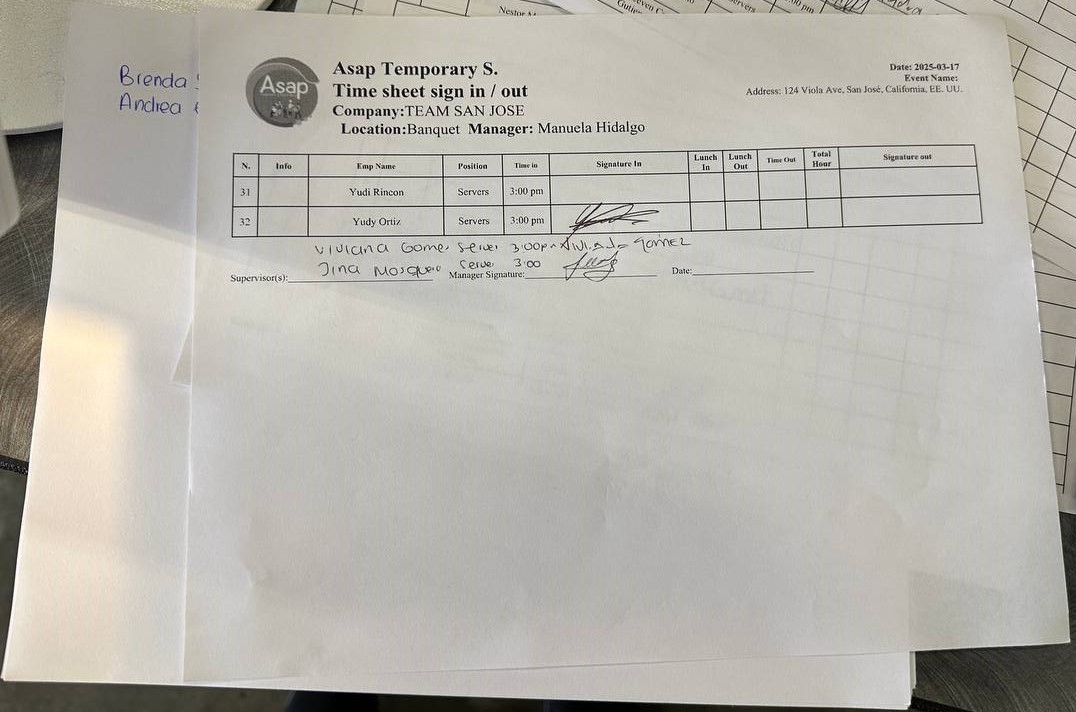 Nestor
Brenda
Andrea
Asap
Asap Temporary S.
Time sheet sign in / out
Company:TEAM SAN JOSE
Location:Banquet Manager: Manuela Hidalgo
Date: 2025-03-17
Event Name:
Address: 124 Viola Ave, San José, California, EE. UU.
N. Info Emp Name Position Time in Signature In Lunch In Lunch Out Time Out Total Hour Signature out
31 Yudi Rincon Servers 3:00 pm
32 Yudy Ortiz Servers 3:00 pm
Viviana Gomez Server 3:00pm Gomez
3:00
Supervisor(s): Manager Signature: Date: